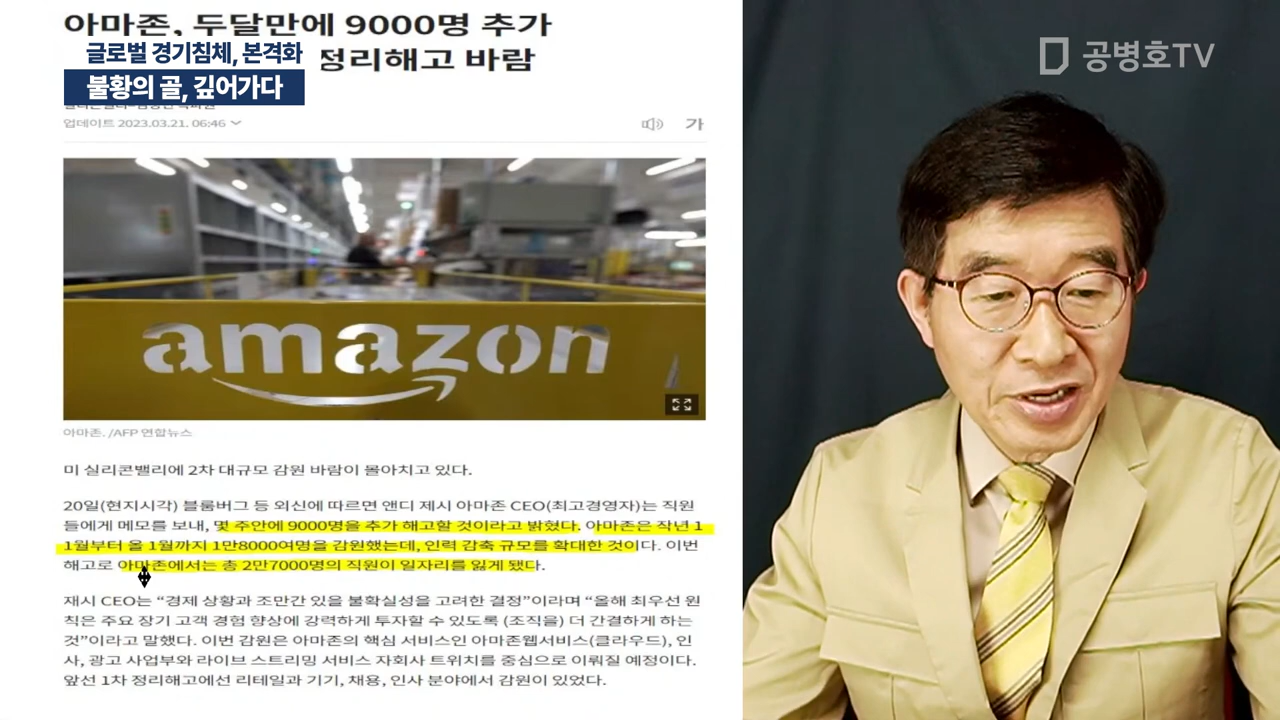 아마존, 두달만에 9000명 추가
글로벌 경기침체, 본격화
정리해고 바람
불황의 골, 깊어가다
업데이트 2023.03.21. 06:46
가
공병호TV
amazon
아마존. /AFP 연합뉴스
미 실리콘밸리에 2차 대규모 감원 바람이 몰아치고 있다.
20일(현지시각) 블룸버그 등 외신에 따르면 앤디 제시 아마존 CEO(최고경영자)는 직원
들에게 메모를 보내, 몇 주안에 9000명을 추가 해고할 것이라고 밝혔다. 아마존은 작년 1
1월부터 올 1월까지 1만8000여명을 감원했는데, 인력 감축 규모를 확대한 것이다. 이번
해고로 아마존에서는 총 2만7000명의 직원이 일자리를 잃게 됐다.
재시 CEO는 “경제 상황과 조만간 있을 불확실성을 고려한 결정”이라며 “올해 최우선 원
칙은 주요 장기 고객 경험 향상에 강력하게 투자할 수 있도록 (조직을) 더 간결하게 하는
것”이라고 말했다. 이번 감원은 아마존의 핵심 서비스인 아마존웹서비스(클라우드), 인
사, 광고 사업부와 라이브 스트리밍 서비스 자회사 트위치를 중심으로 이뤄질 예정이다.
앞선 1차 정리해고에선 리테일과 기기, 채용, 인사 분야에서 감원이 있었다.